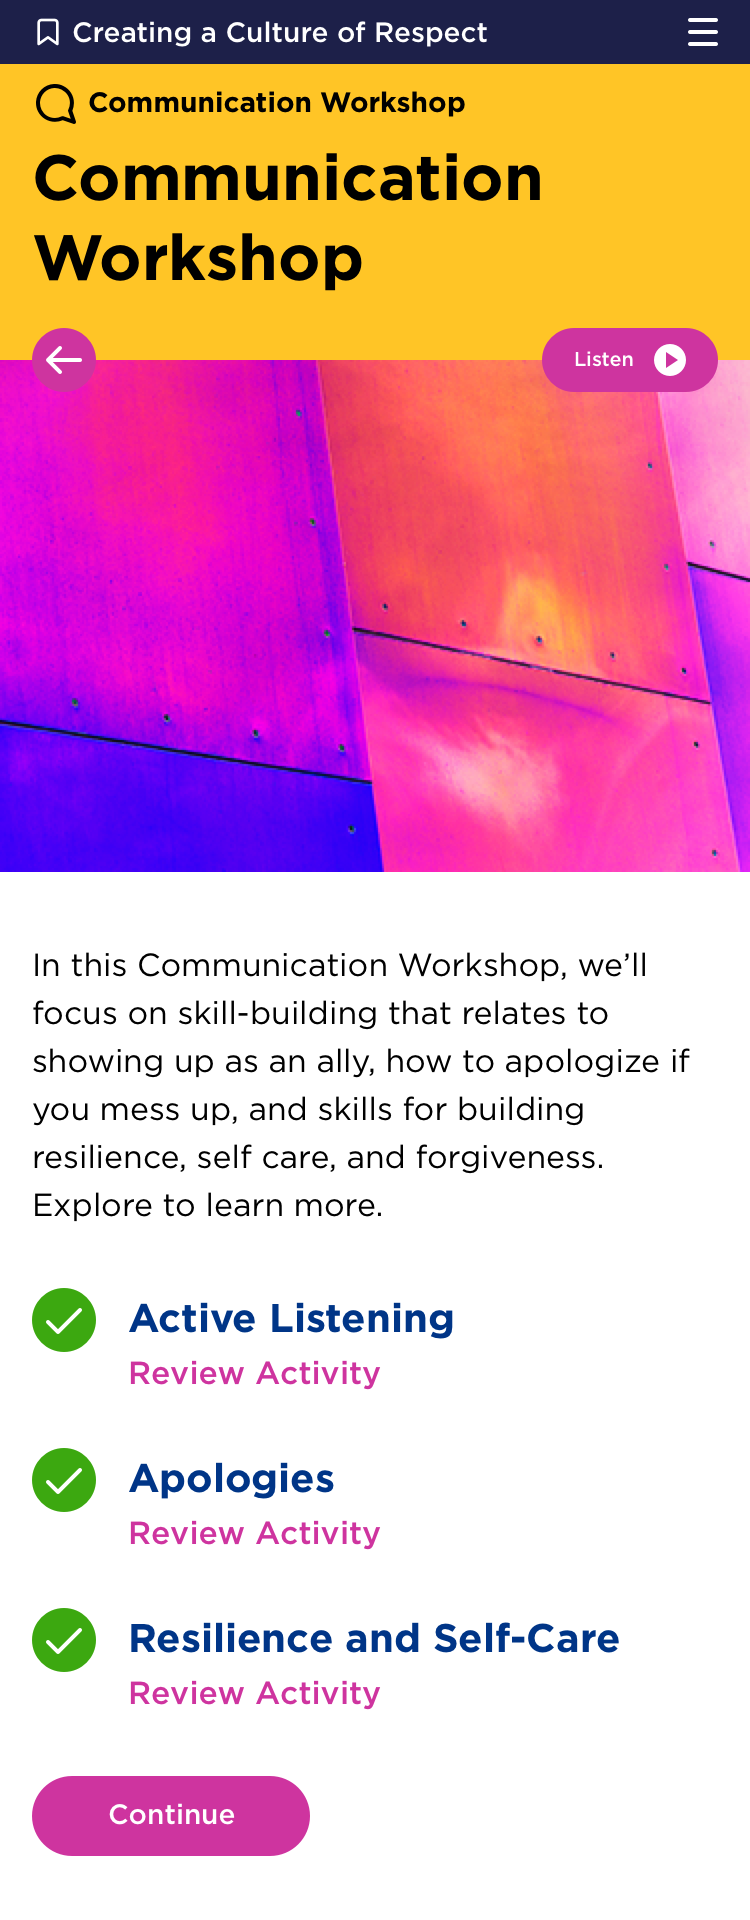 Creating a Culture of Respect
Communication Workshop
Communication
Workshop
Listen
In this Communication Workshop, we’ll
focus on skill-building that relates to
showing up as an ally, how to apologize if
you mess up, and skills for building
resilience, self care, and forgiveness.
Explore to learn more.
Active Listening
Review Activity
Apologies
Review Activity
Resilience and Self-Care
Review Activity
Continue